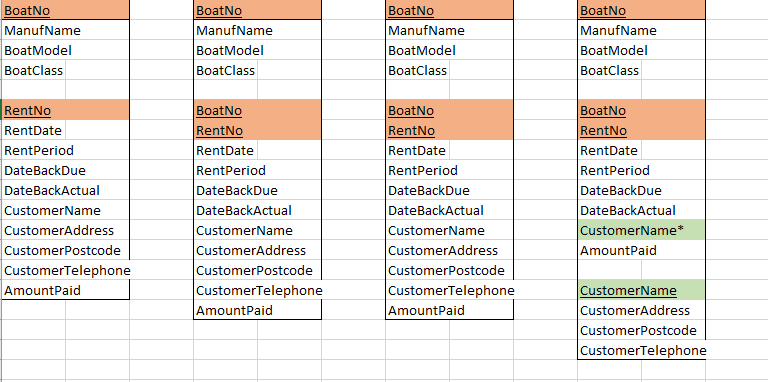 BoatNo
ManufName
BoatModel
BoatClass
RentNo
RentDate
RentPeriod
DateBackDue
DateBackActual
CustomerName
CustomerAddress
CustomerPostcode
CustomerTelephone
AmountPaid
BoatNo
ManufName
BoatModel
BoatClass
BoatNo
RentNo
RentDate
RentPeriod
DateBackDue
DateBackActual
CustomerName
CustomerAddress
CustomerPostcode
CustomerTelephone
AmountPaid
BoatNo
ManufName
BoatModel
BoatClass
BoatNo
RentNo
RentDate
RentPeriod
DateBackDue
DateBackActual
CustomerName
CustomerAddress
CustomerPostcode
CustomerTelephone
AmountPaid
BoatNo
ManufName
BoatModel
BoatClass
BoatNo
RentNo
RentDate
RentPeriod
DateBackDue
DateBackActual
CustomerName*
AmountPaid
CustomerName
CustomerAddress
CustomerPostcode
CustomerTelephone